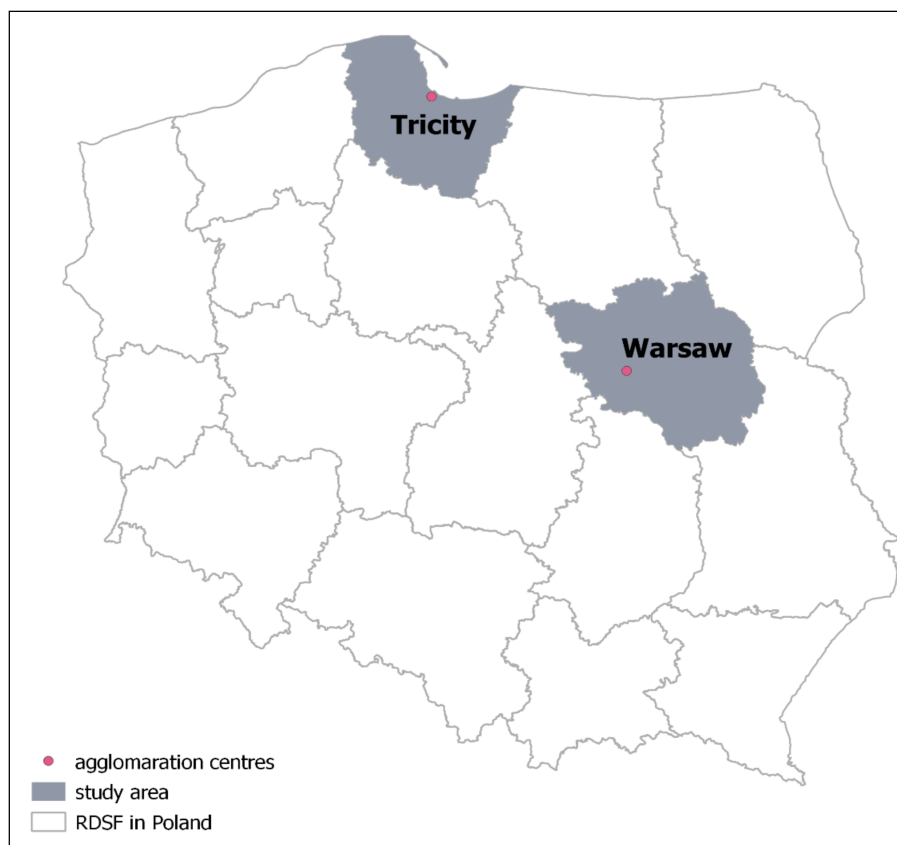 Tricity
Warsaw
agglomaration centres
study area
RDSF in Poland